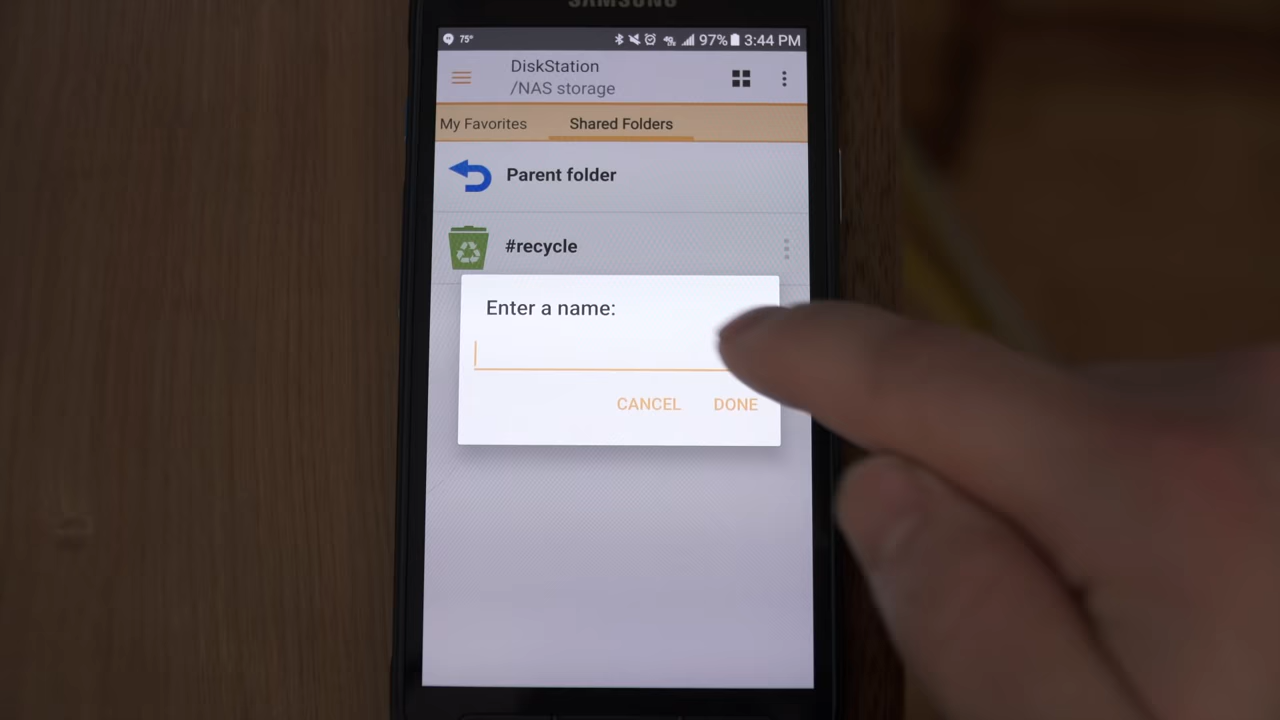 SAMSUNG
75° 97% 3:44 PM
DiskStation
/NAS storage
My Favorites Shared Folders
Parent folder
#recycle
Enter a name:
CANCEL DONE